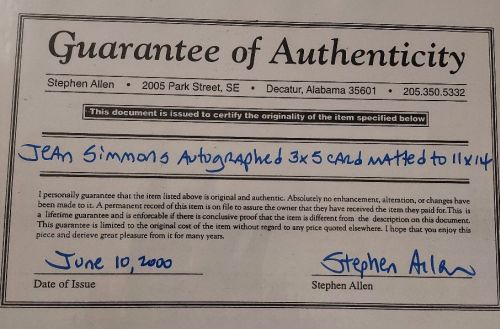 Guarantee of Authenticity
Stephen Allen • 2005 Park Street, SE • Decatur, Alabama 35601 • 205.350.5332
This document is issued to certify the originality of the item specified below
Jean Simmons Autographed 3x5 card matted to 11x14
I personally guarantee that the item listed above is original and authentic. Absolutely no enhancement, alteration, or changes have
been made to it. A permanent record of this item is on file to assure the owner that they have received the item they paid for. This is
a lifetime guarantee and is enforceable if there is conclusive proof that the item is different from the description on this document.
This guarantee is limited to the original cost of the item without regard to any price quoted elsewhere. I hope that you enjoy this
piece and derieve great pleasure from it for many years.
June 10, 2000 Stephen Allen
Date of Issue Stephen Allen